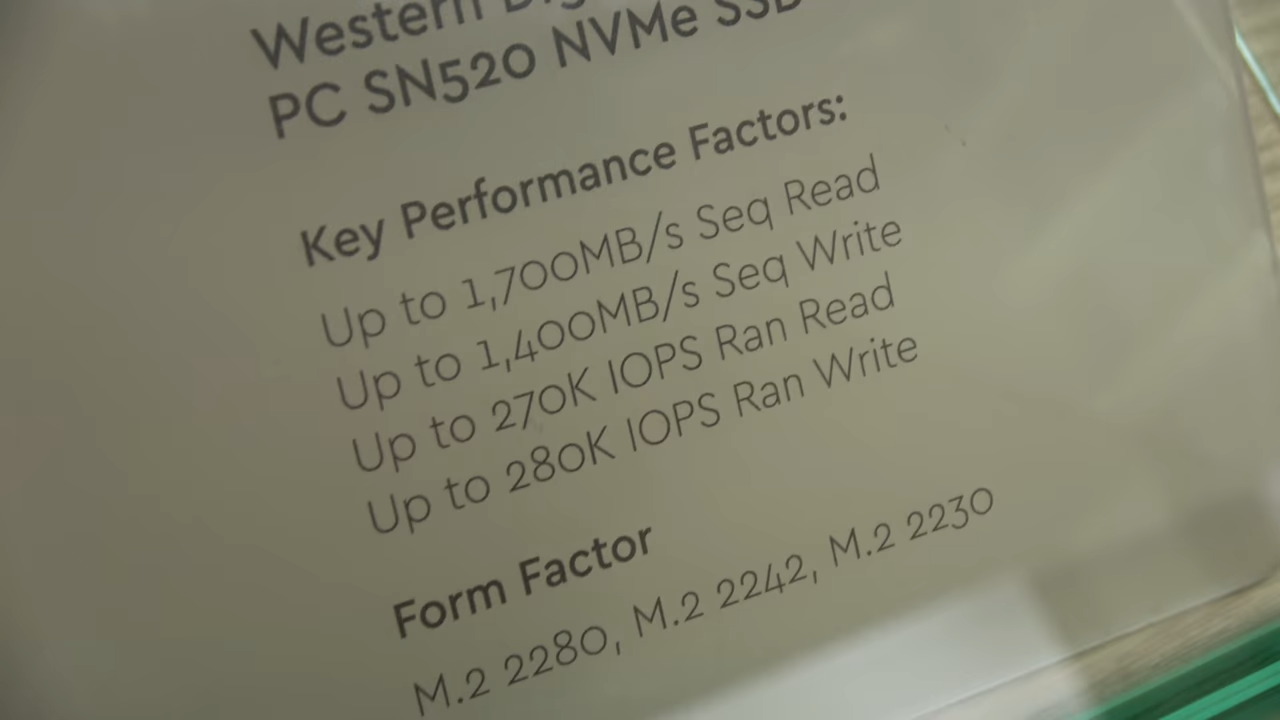 Western
PC SN520 NVMe SSD
Key Performance Factors:
Up to 1,700MB/s Seq Read
Up to 1,400MB/s Seq Write
Up to 270K IOPS Ran Read
Up to 280K IOPS Ran Write
Form Factor
M.2 2280, M.2 2242, M.2 2230